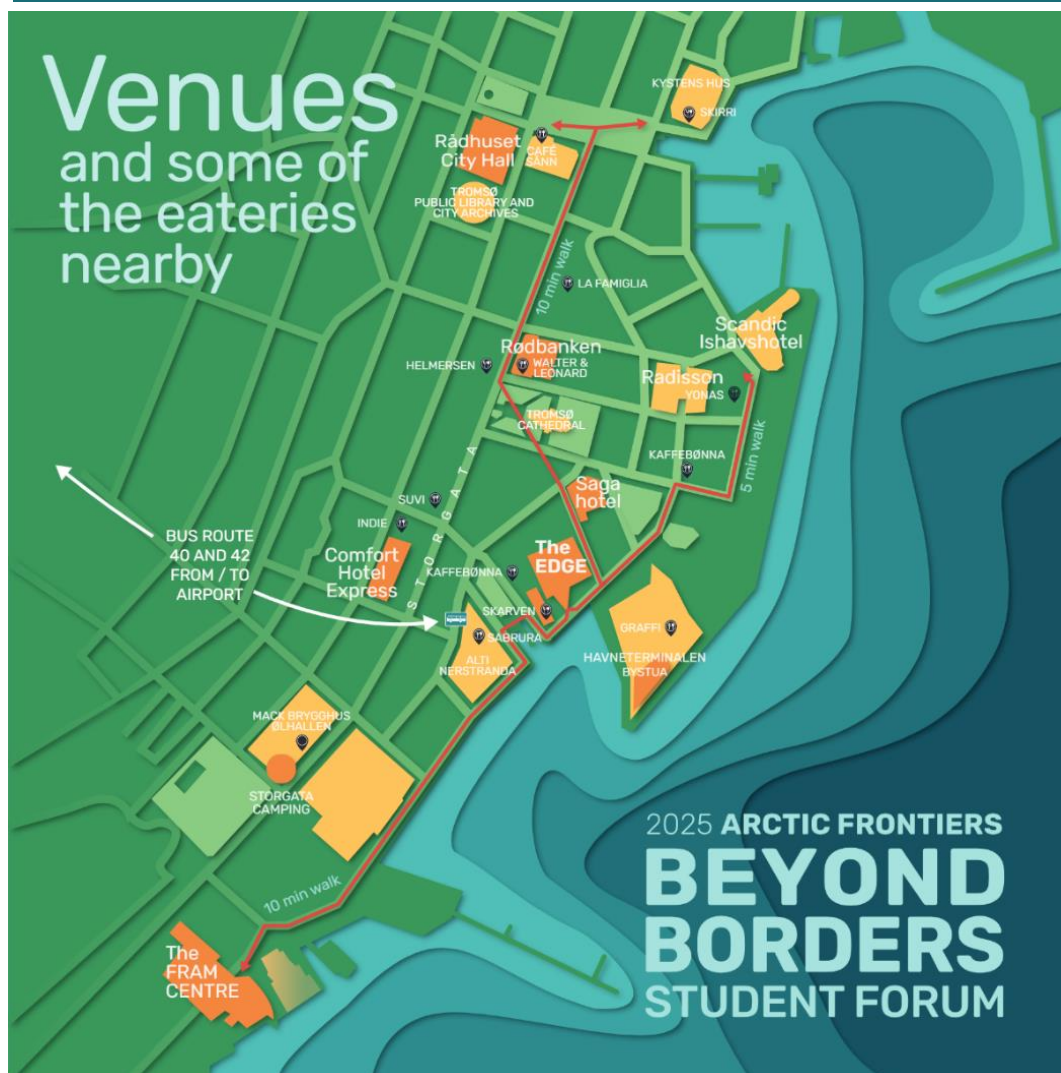 Venues
and some of
the eateries
nearby
KYSTENS HUS
SKIRRI
Rådhuset
City Hall
CAFÉ
SÅNN
TROMSØ
PUBLIC LIBRARY AND
CITY ARCHIVES
10 min walk
LA FAMIGLIA
Scandic
Ishavshotel
HELMERSEN
Rødbanken
WALTER &
LEONARD
Radisson
YONAS
TROMSØ
CATHEDRAL
KAFFEBØNNA
5 min walk
STORGATA
Saga
hotel
SUVI
INDIE
BUS ROUTE
40 AND 42
FROM / TO
AIRPORT
Comfort
Hotel
Express
KAFFEBØNNA
The
EDGE
SKARVEN
SABRURA
ALTI
NERSTRANDA
GRAFFI
HAVNETERMINALEN
BYSTUA
MACK BRYGGHUS
ØLHALLEN
STORGATA
CAMPING
10 min walk
The
FRAM
CENTRE
2025 ARCTIC FRONTIERS
BEYOND
BORDERS
STUDENT FORUM